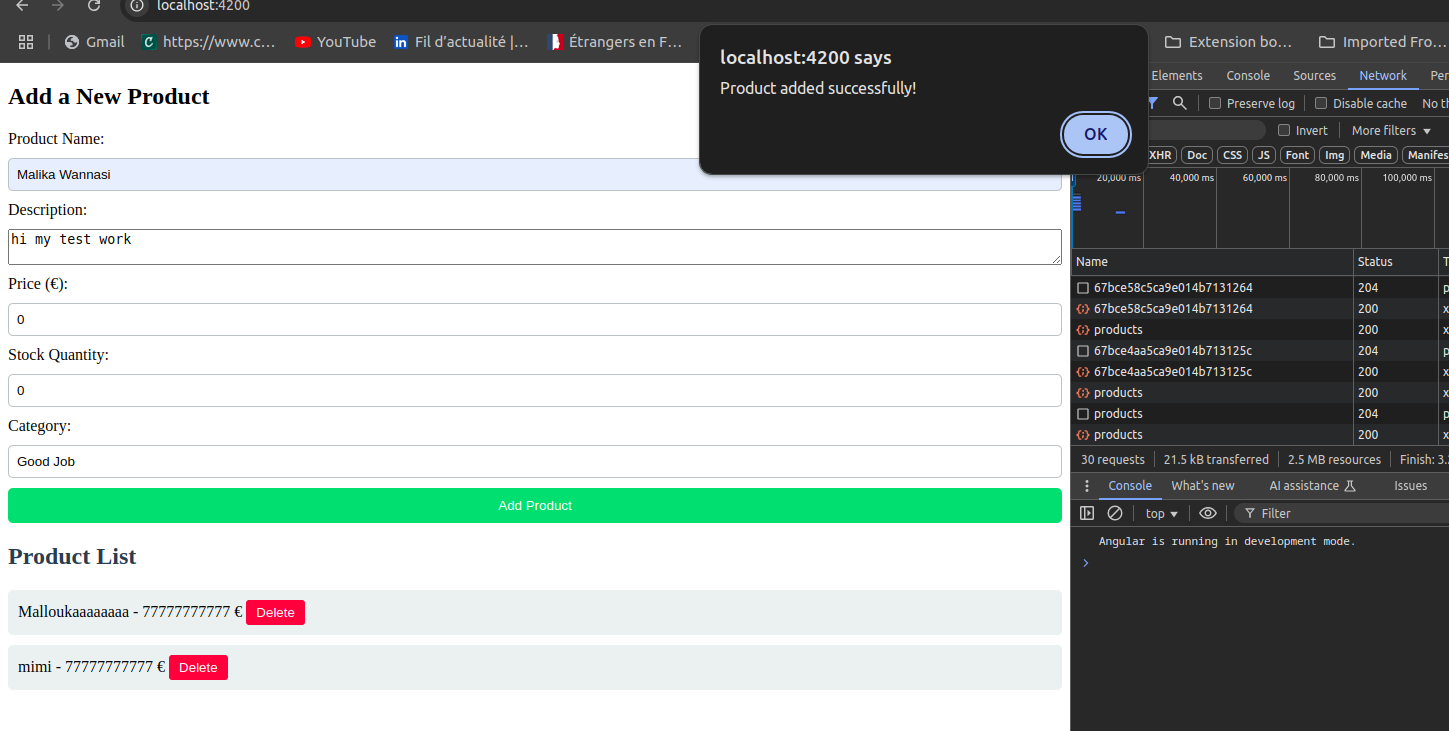 localhost:4200
Gmail
https://www.c...
YouTube
Fil d'actualité |...
Étrangers en F...
Extension bo...
Imported Fro...
localhost:4200 says
Product added successfully!
OK
Add a New Product
Product Name:
Malika Wannasi
Description:
hi my test work
Price (€):
0
Stock Quantity:
0
Category:
Good Job
Add Product
Product List
Malloukaaaaaaaa - 77777777777 € Delete
mimi - 77777777777 € Delete
Elements Console Sources Network Per
Preserve log Disable cache No th
Invert More filters
XHR Doc CSS JS Font Img Media Manifes
20,000 ms 40,000 ms 60,000 ms 80,000 ms 100,000 ms
Name Status T
67bce58c5ca9e014b7131264 204 p
67bce58c5ca9e014b7131264 200 x
products 200 x
67bce4aa5ca9e014b713125c 204 p
67bce4aa5ca9e014b713125c 200 x
products 200 x
products 204 p
products 200 x
30 requests 21.5 kB transferred 2.5 MB resources Finish: 3.
Console What's new AI assistance Issues
top Filter
Angular is running in development mode.